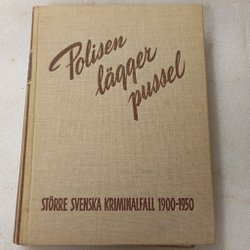 Polisen
lägger
pussel
STÖRRE SVENSKA KRIMINALFALL 1900-1950